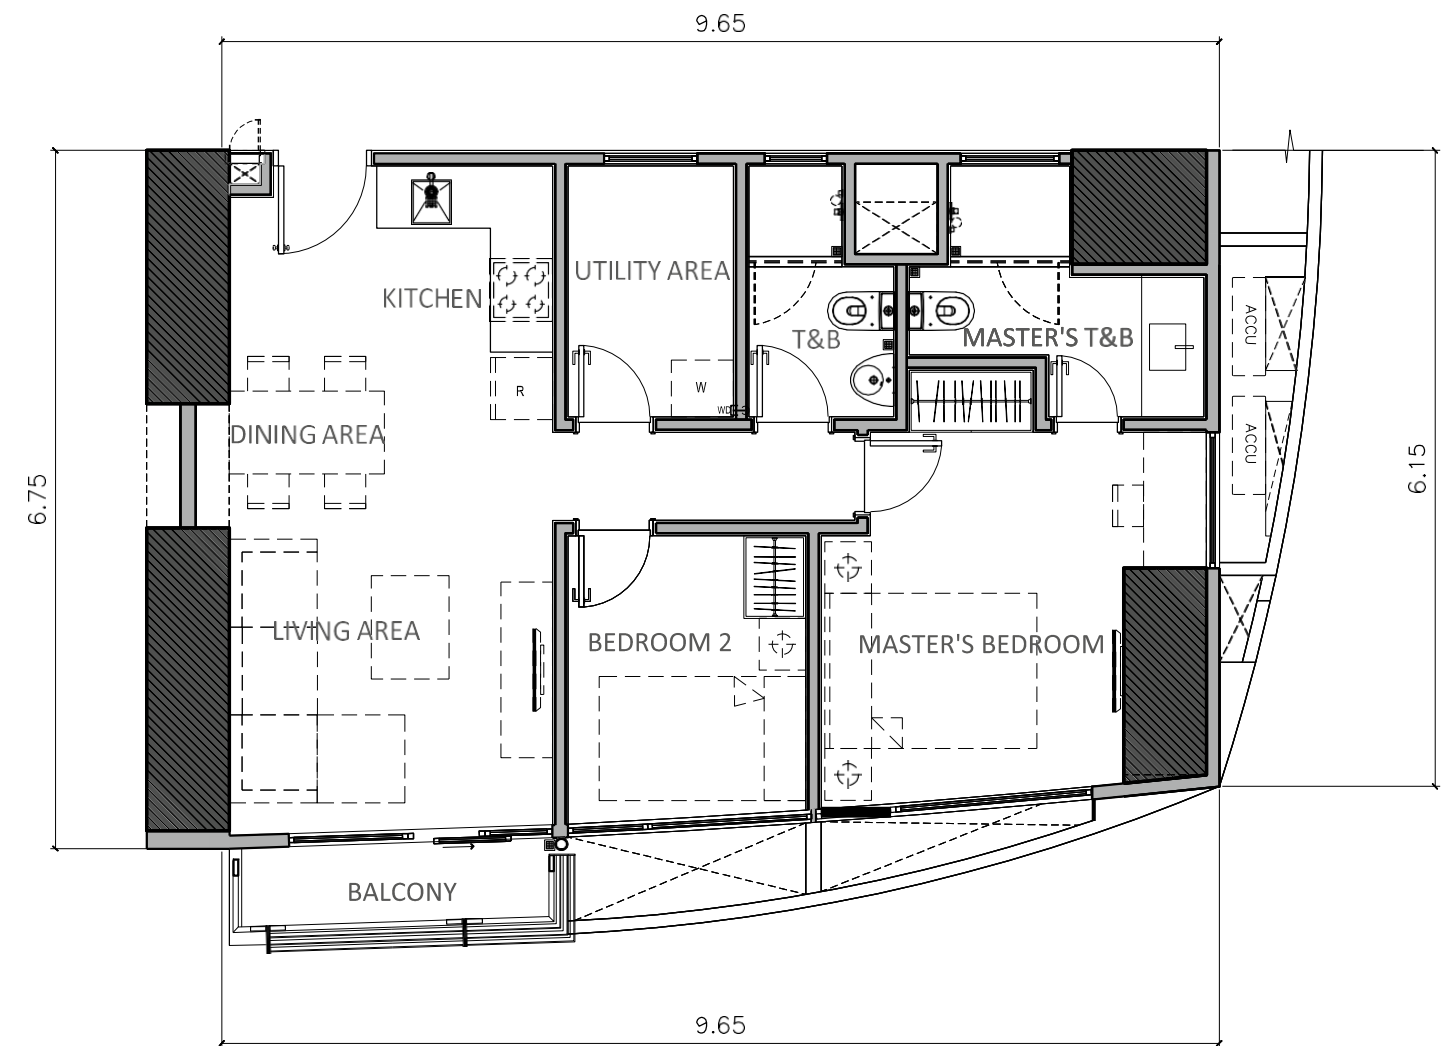 9.65
KITCHEN
UTILITY AREA
T&B
MASTER'S T&B
ACCU
R
W
WD
DINING AREA
ACCU
6.75
6.15
LIVING AREA
BEDROOM 2
MASTER'S BEDROOM
BALCONY
9.65